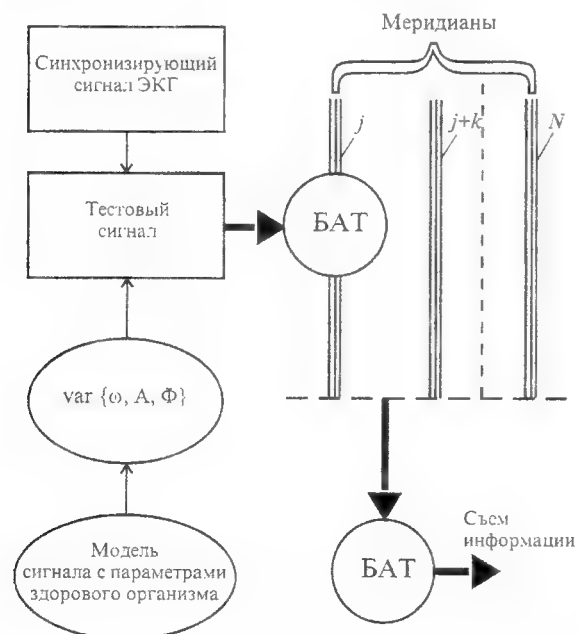 Меридианы
Синхронизирующий
сигнал ЭКГ
j
j+k
N
Тестовый
сигнал
БАТ
var {ω, А, Ф}
Модель
сигнала с параметрами
здорового организма
БАТ
Съем
информации